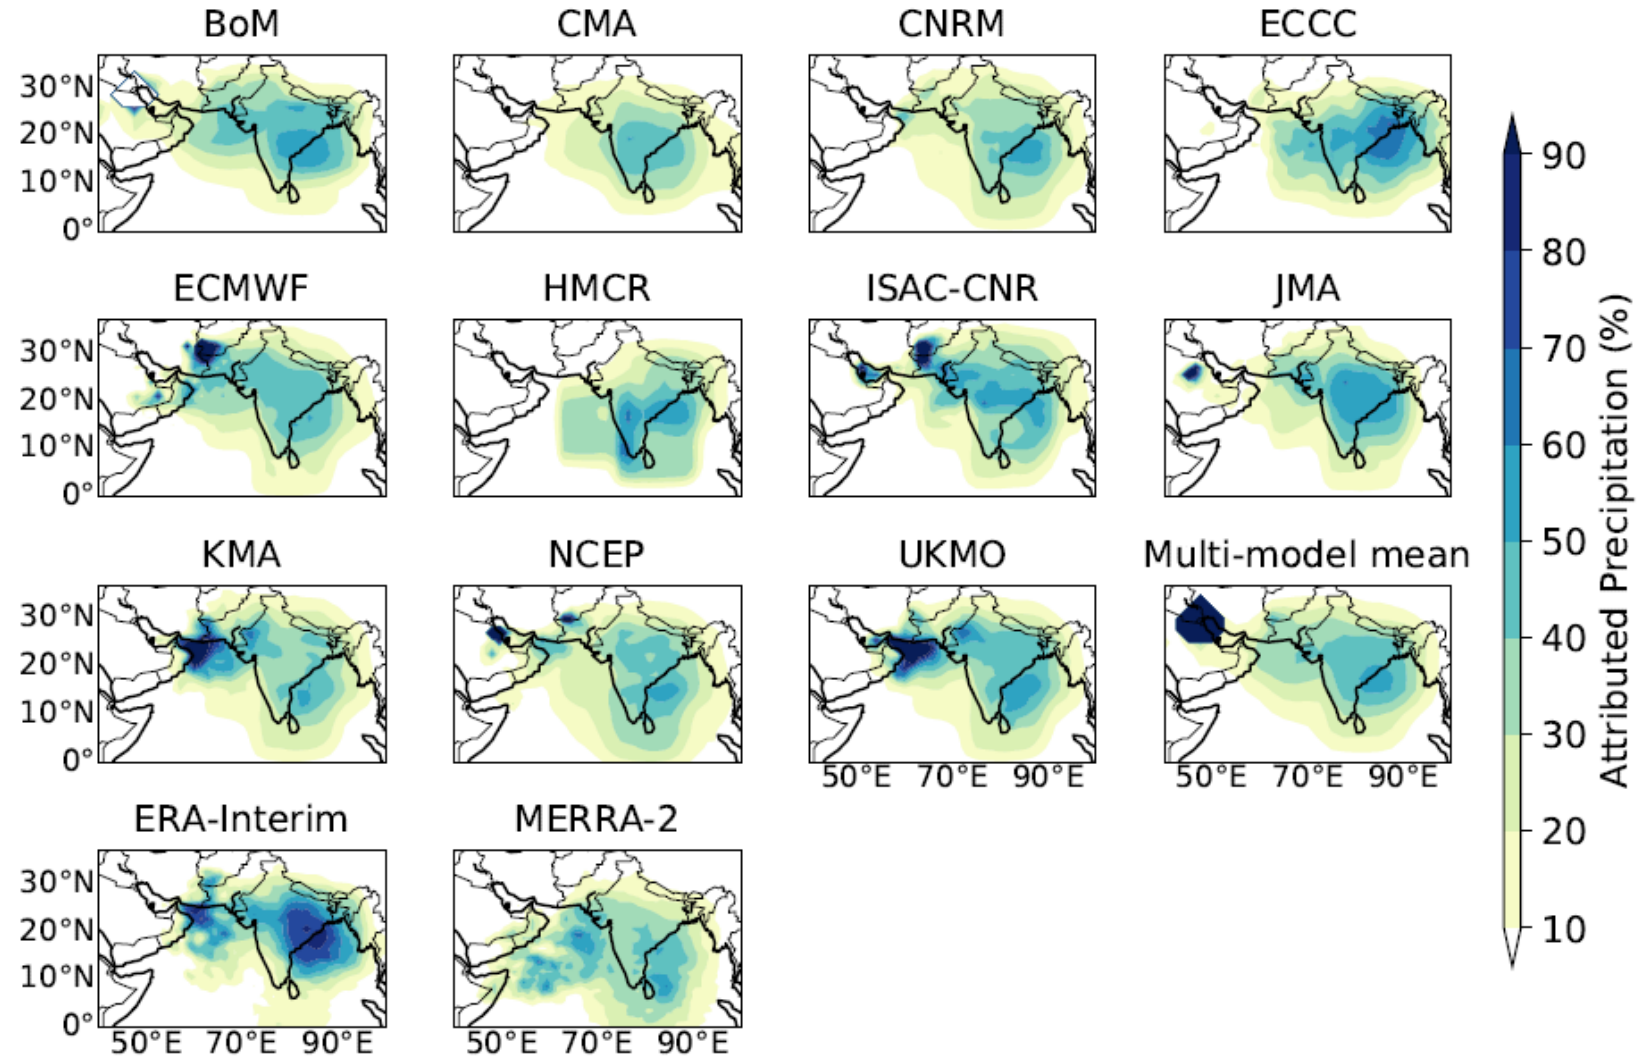 BoM CMA CNRM ECCC
30°N
20°N
10°N
0°
ECMWF HMCR ISAC-CNR JMA
30°N
20°N
10°N
0°
KMA NCEP UKMO Multi-model mean
30°N
20°N
10°N
0°
50°E 70°E 90°E 50°E 70°E 90°E
ERA-Interim MERRA-2
30°N
20°N
10°N
0°
50°E 70°E 90°E 50°E 70°E 90°E
90
80
70
60
50
40
30
20
10
Attributed Precipitation (%)